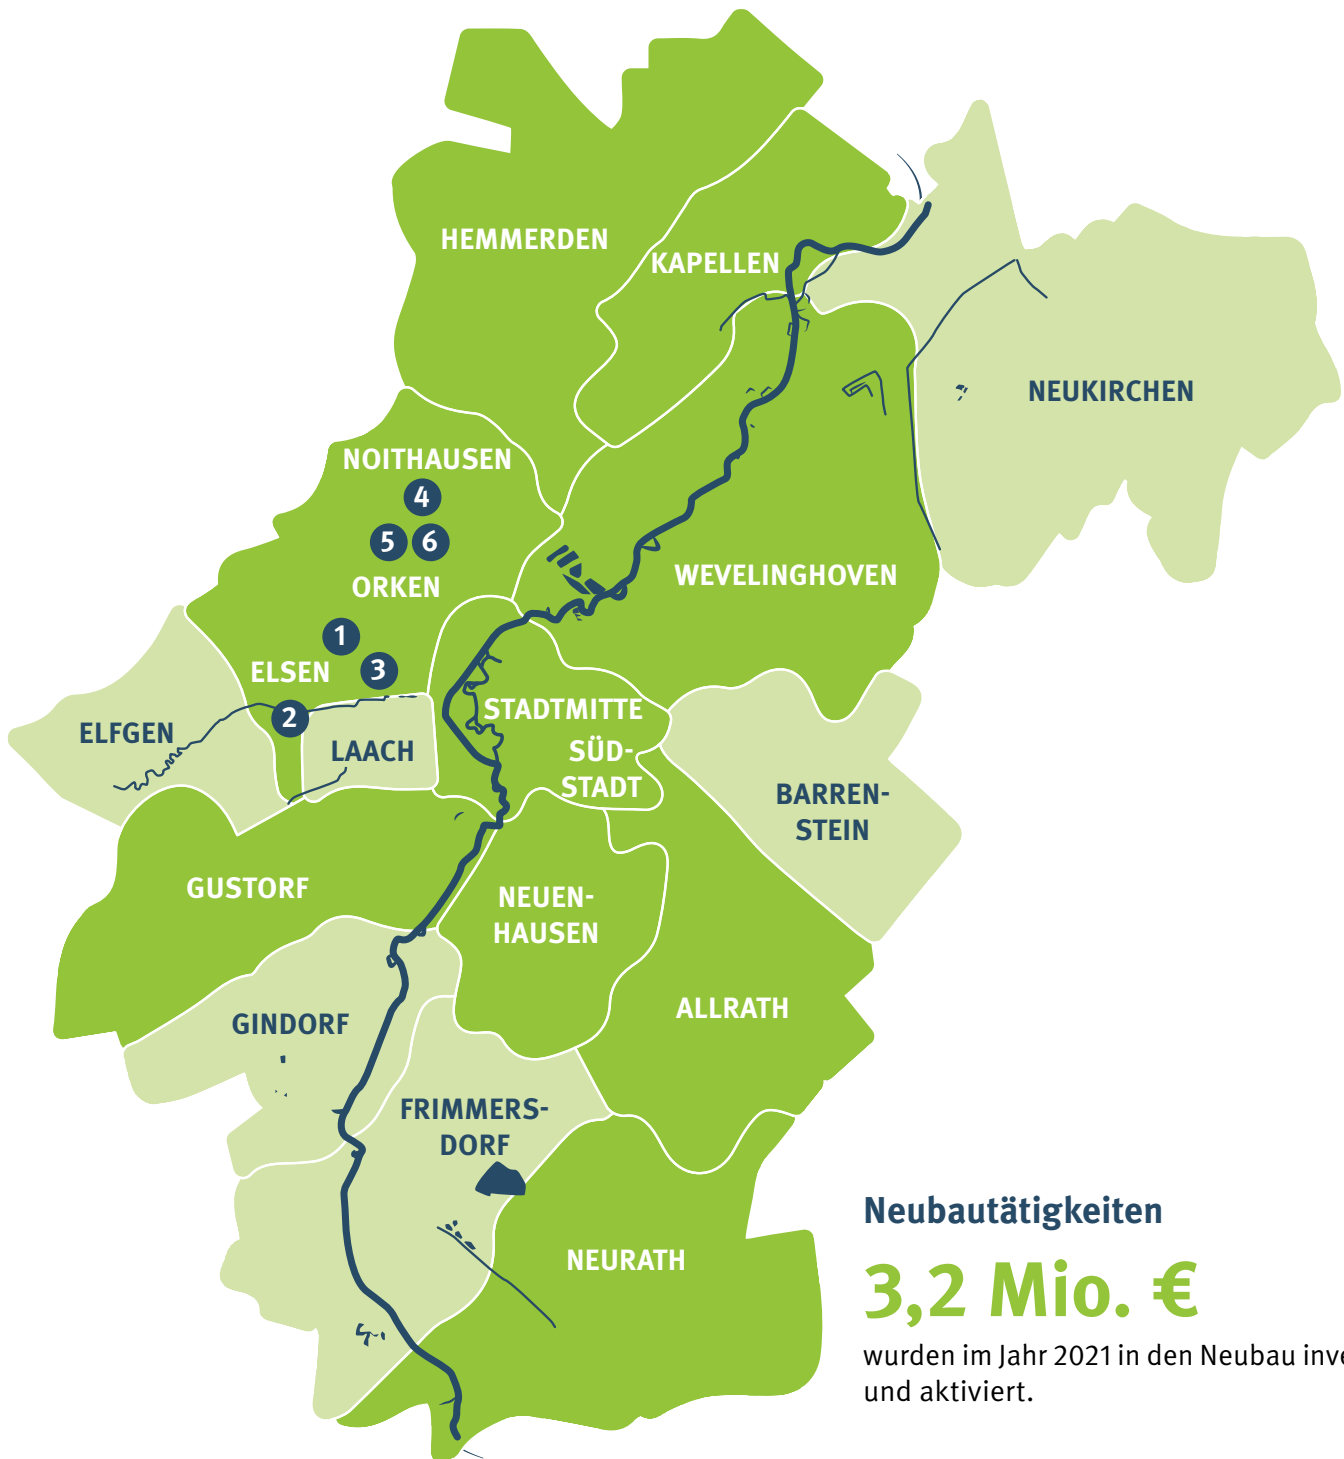 HEMMERDEN
KAPELLEN
NEUKIRCHEN
NOITHAUSEN
4
5 6
ORKEN
WEVELINGHOVEN
1
ELSEN 3
2
ELFGEN
LAACH
STADTMITTE
SÜD-
STADT
BARREN-
STEIN
GUSTORF
NEUEN-
HAUSEN
ALLRATH
GINDORF
FRIMMERS-
DORF
NEURATH
Neubautätigkeiten
3,2 Mio. €
wurden im Jahr 2021 in den Neubau
und aktiviert.